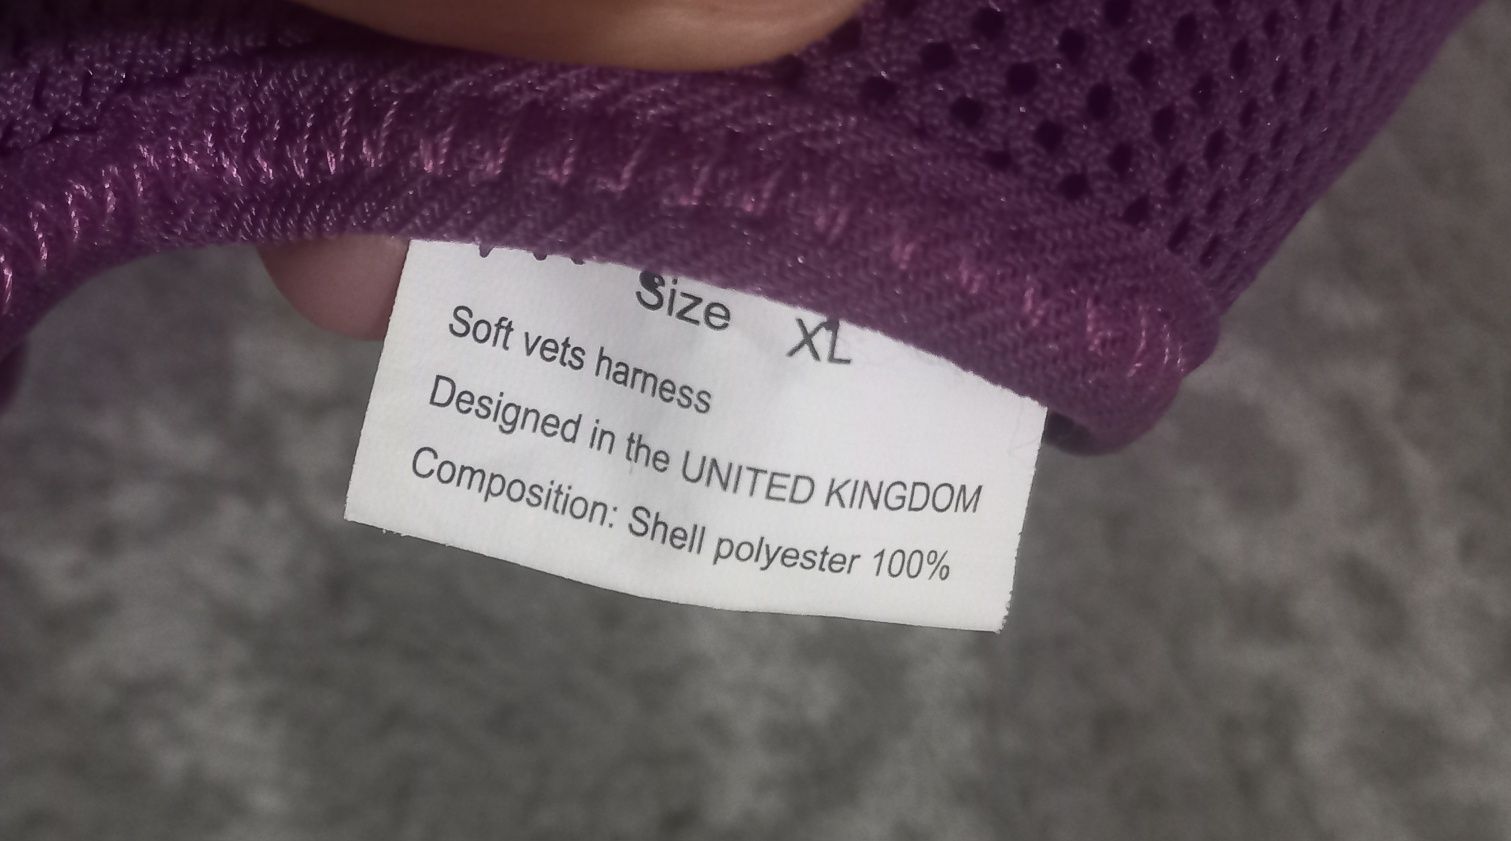 Size XL
Soft vets harness
Designed in the UNITED KINGDOM
Composition: Shell polyester 100%